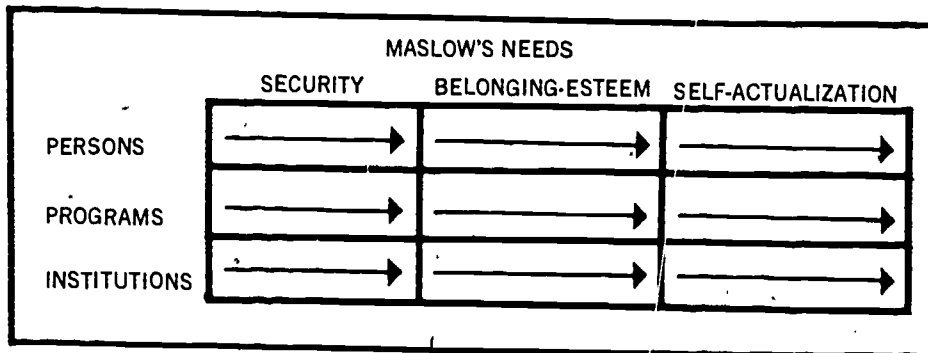 MASLOW'S NEEDS
SECURITY BELONGING-ESTEEM SELF-ACTUALIZATION
PERSONS
PROGRAMS
INSTITUTIONS